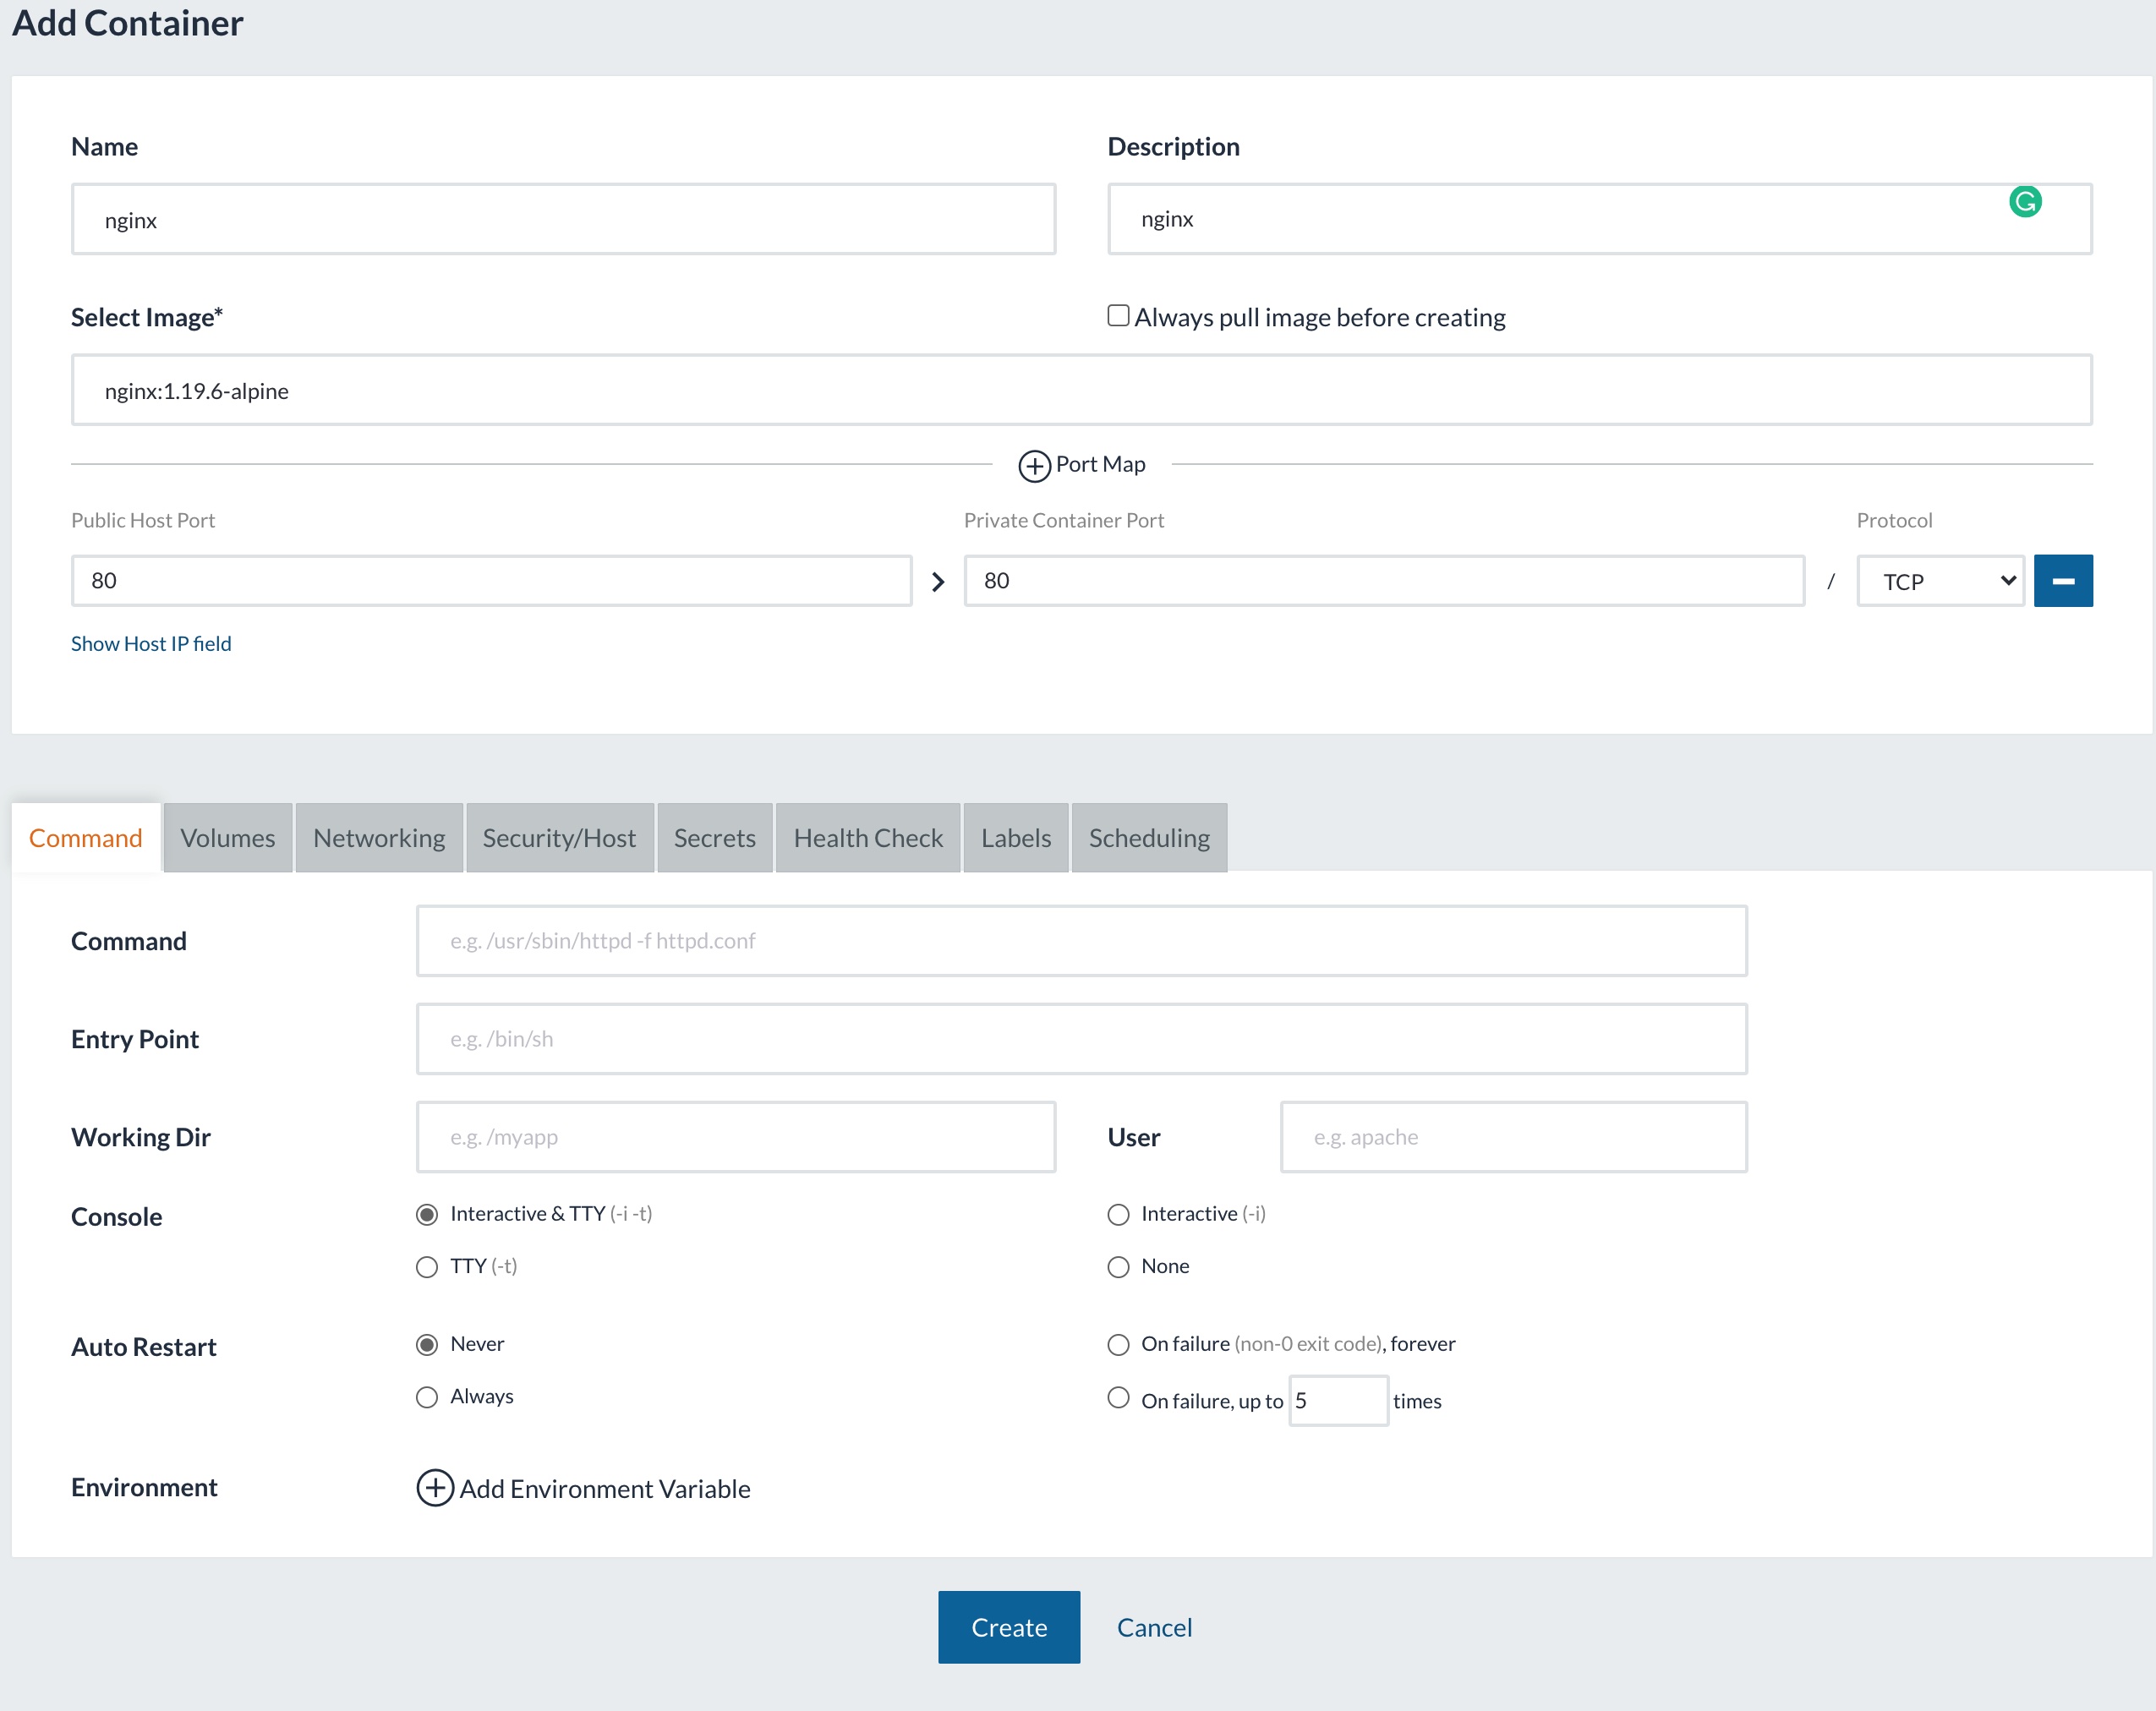 Add Container
Name Description
nginx nginx
Select Image* Always pull image before creating
nginx:1.19.6-alpine
Port Map
Public Host Port Private Container Port Protocol
80 80 / TCP
Show Host IP field
Command Volumes Networking Security/Host Secrets Health Check Labels Scheduling
Command e.g. /usr/sbin/httpd -f httpd.conf
Entry Point e.g. /bin/sh
Working Dir e.g. /myapp User e.g. apache
Console Interactive & TTY (-i -t) Interactive (-i)
TTY (-t) None
Auto Restart Never On failure (non-0 exit code), forever
Always On failure, up to 5 times
Environment Add Environment Variable
Create Cancel